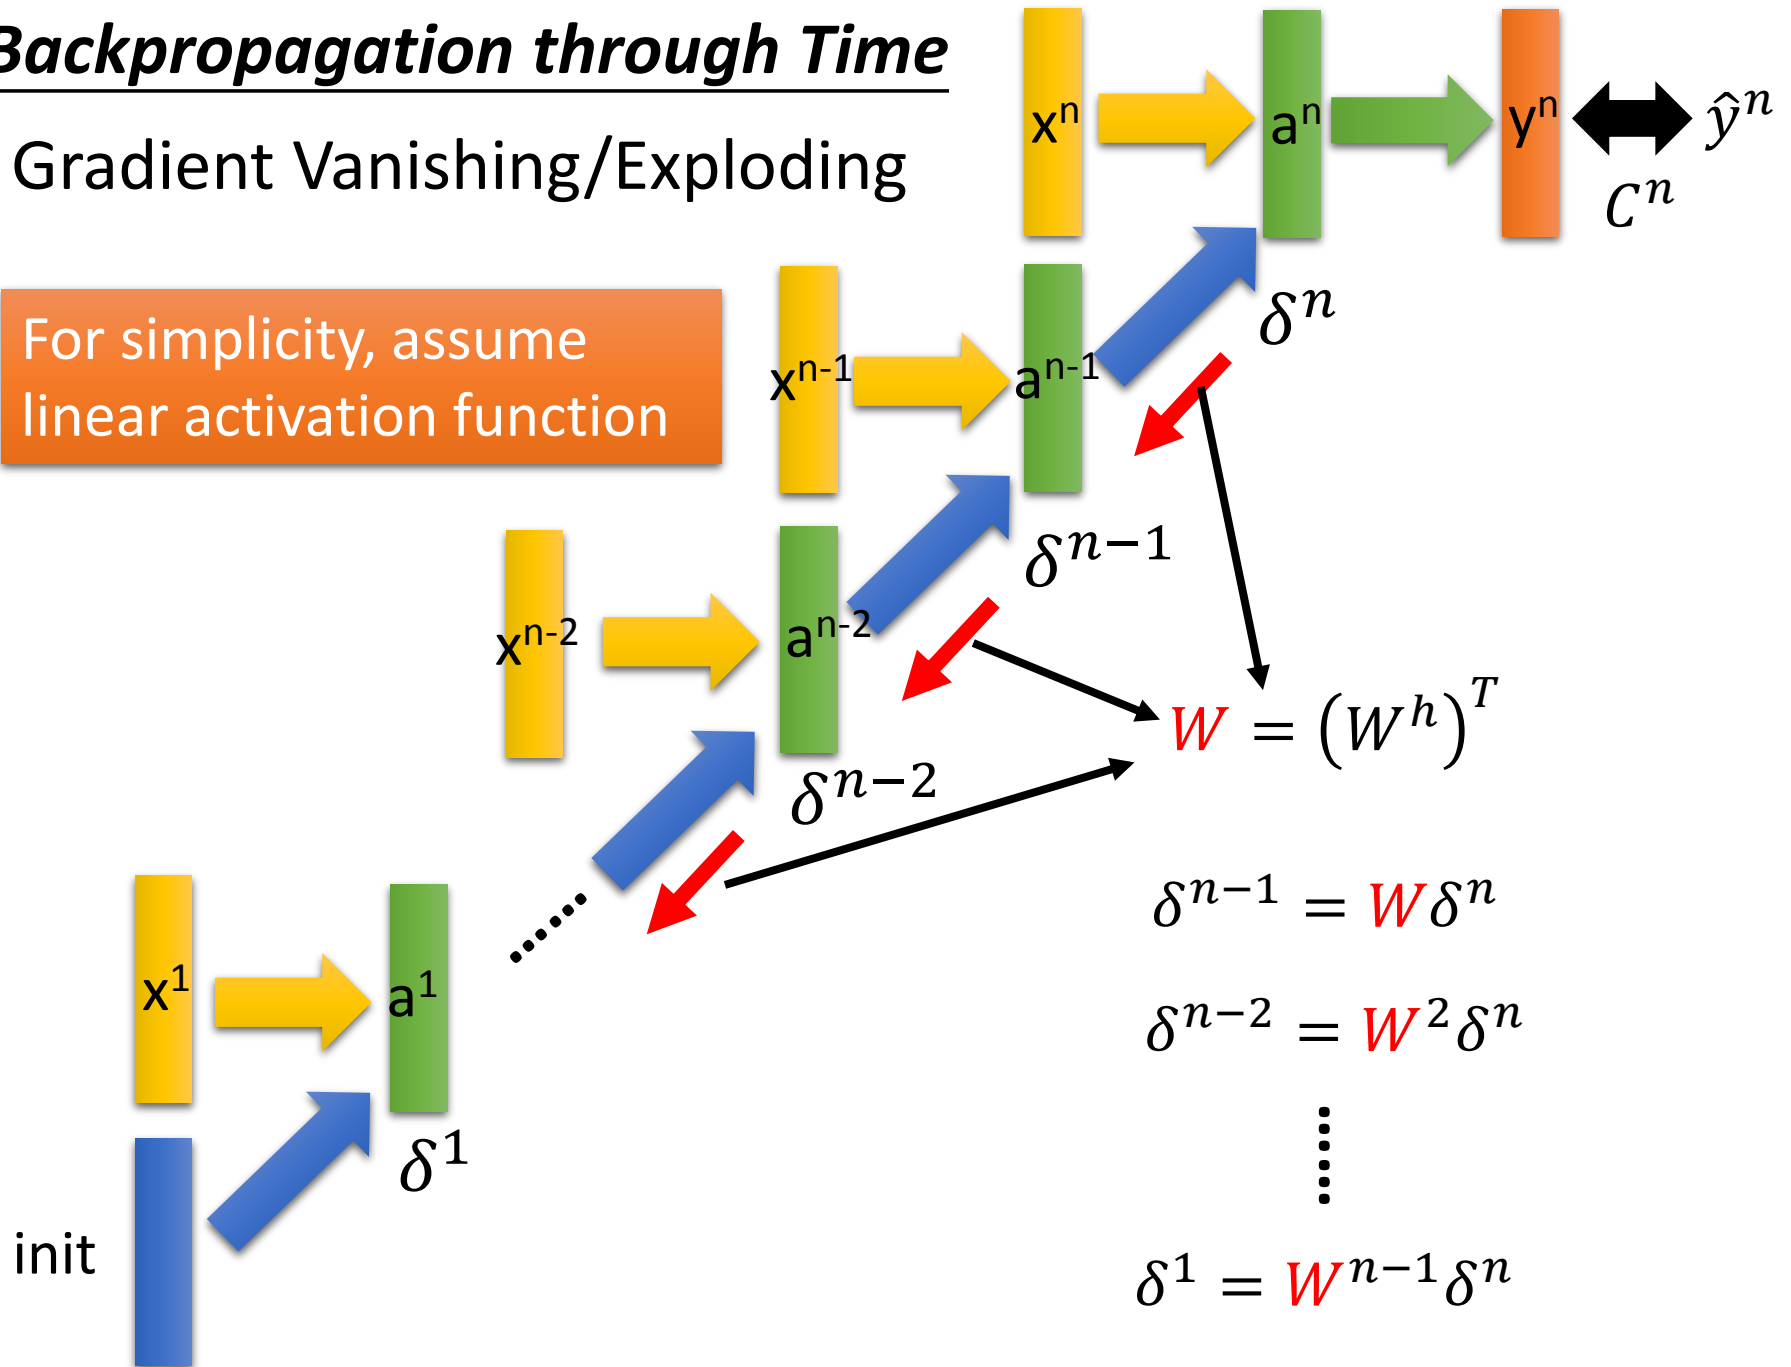 Backpropagation through Time
Gradient Vanishing/Exploding
For simplicity, assume
linear activation function
xⁿ
aⁿ
yⁿ
ŷⁿ
Cⁿ
δⁿ
xⁿ⁻¹
aⁿ⁻¹
δⁿ⁻¹
xⁿ⁻²
aⁿ⁻²
δⁿ⁻²
W = (Wʰ)ᵀ
x¹
a¹
δ¹
init
δⁿ⁻¹ = Wδⁿ
δⁿ⁻² = W²δⁿ
δ¹ = Wⁿ⁻¹δⁿ